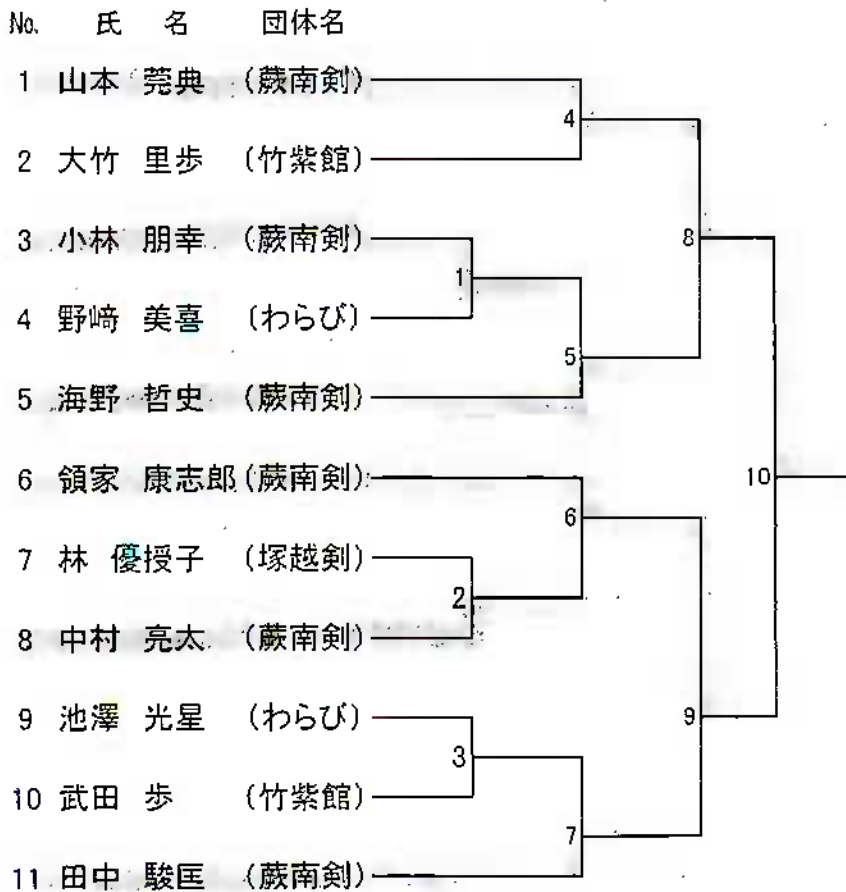 No. 氏 名 団体名
1 山本 莞典 (蕨南剣)
4
2 大竹 里歩 (竹紫館)
3 小林 朋幸 (蕨南剣)
8
1
4 野﨑 美喜 (わらび)
5
5 海野 哲史 (蕨南剣)
6 領家 康志郎 (蕨南剣)
10
6
7 林 優授子 (塚越剣)
2
8 中村 亮太 (蕨南剣)
9 池澤 光星 (わらび)
9
3
10 武田 歩 (竹紫館)
7
11 田中 駿匡 (蕨南剣)